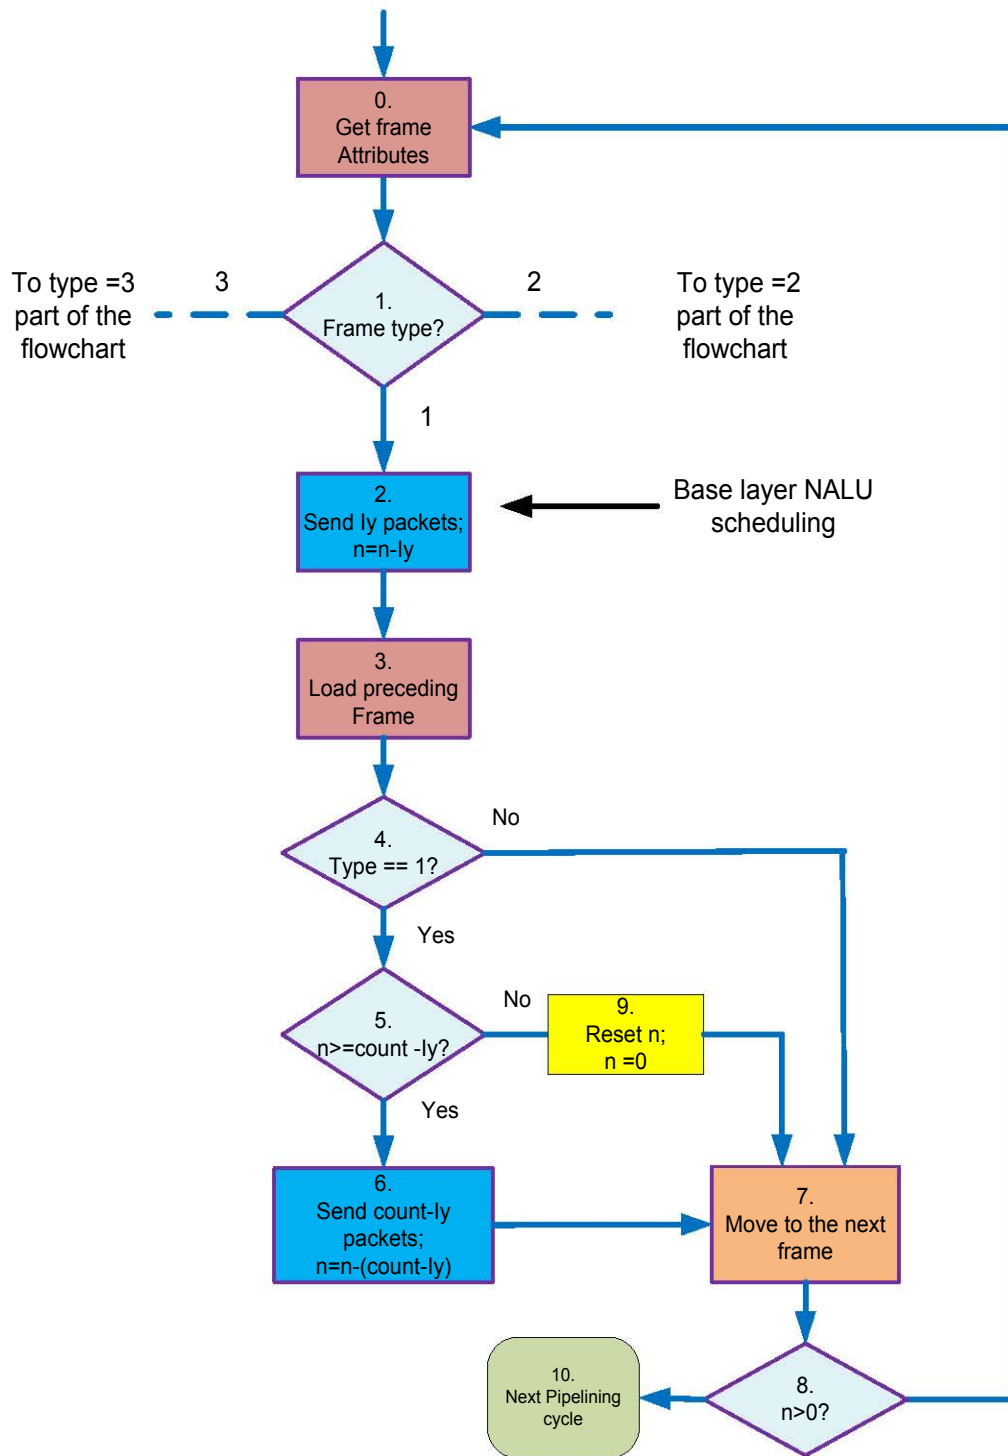 0.
Get frame
Attributes
To type =3
part of the
flowchart
3
1.
Frame type?
2
To type =2
part of the
flowchart
1
2.
Send ly packets;
n=n-ly
Base layer NALU
scheduling
3.
Load preceding
Frame
4.
Type == 1?
No
Yes
5.
n>=count -ly?
No
9.
Reset n;
n =0
Yes
6.
Send count-ly
packets;
n=n-(count-ly)
7.
Move to the next
frame
10.
Next Pipelining
cycle
8.
n>0?